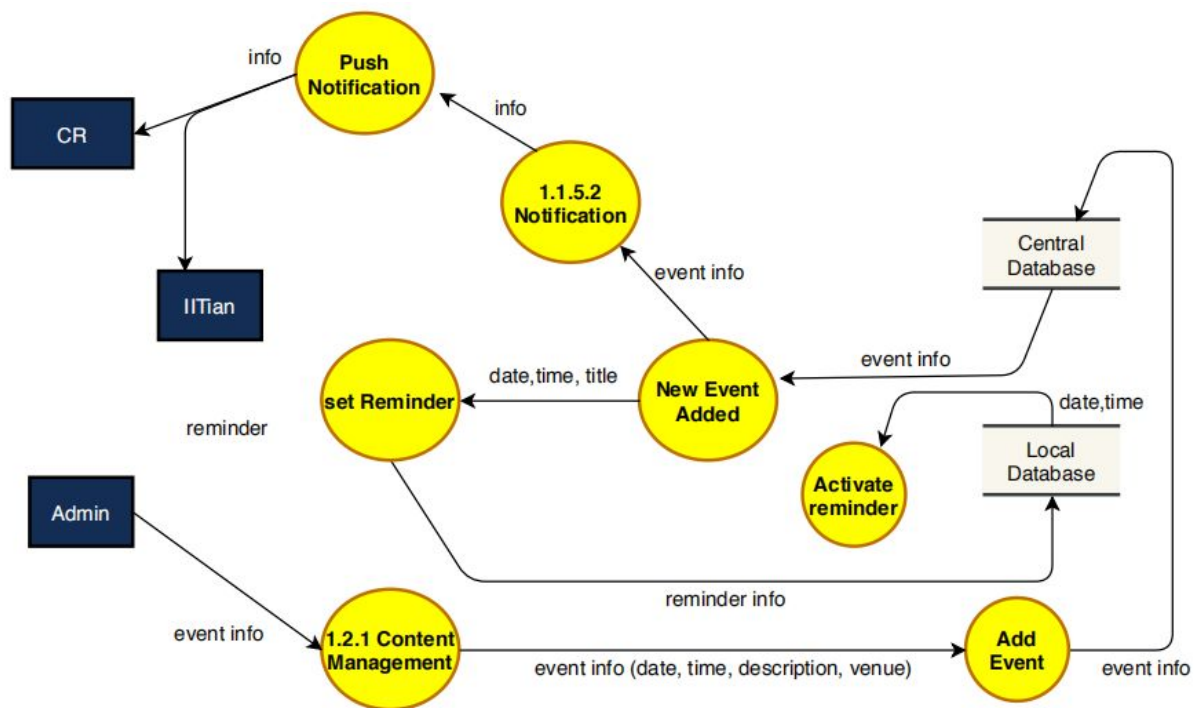 info
Push
Notification
CR
info
1.1.5.2
Notification
Central
Database
event info
IITian
event info
date,time, title
set Reminder
New Event
Added
date,time
reminder
Local
Database
Activate
reminder
Admin
reminder info
event info
1.2.1 Content
Management
Add
Event
event info (date, time, description, venue)
event info